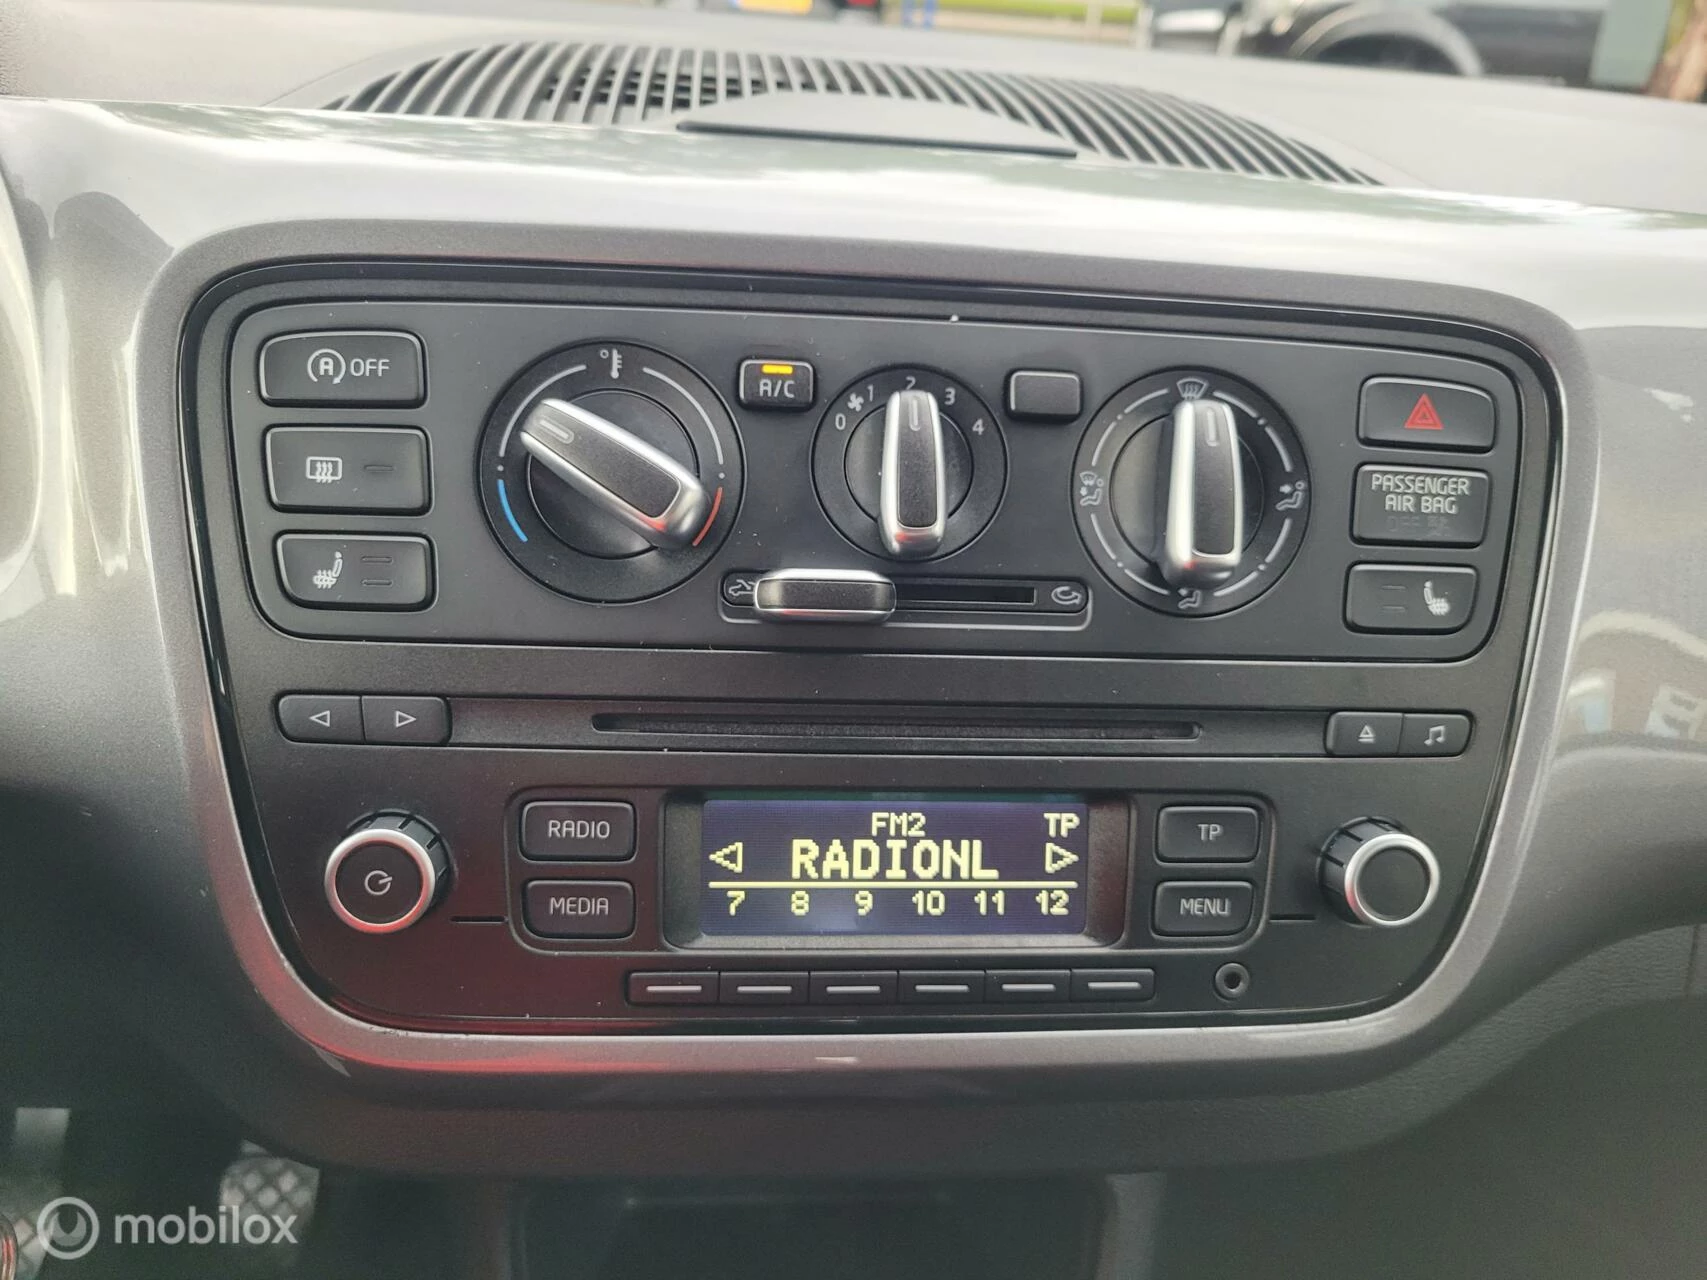 A OFF
A/C
0 1 2 3 4
PASSENGER
AIR BAG
OFF
RADIO
MEDIA
FM2 TP
RADIONL
7 8 9 10 11 12
TP
MENU
mobilox